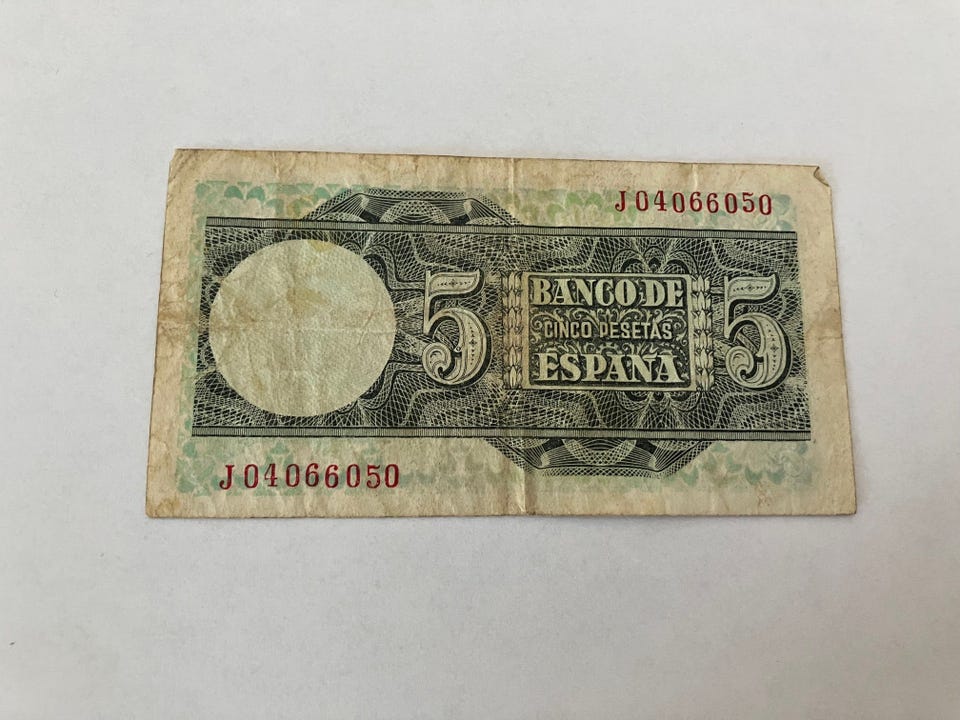 J04066050
5 BANCO DE 5
CINCO PESETAS
ESPAÑA
J04066050